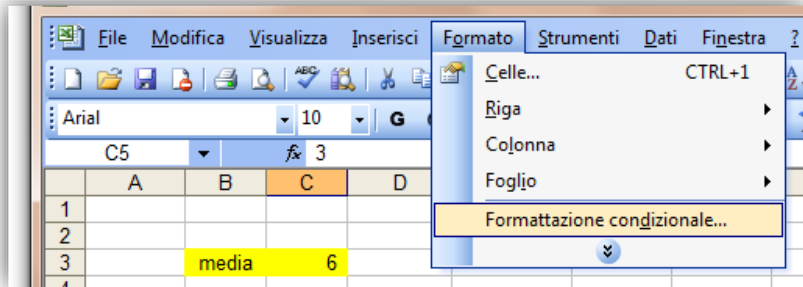 File Modifica Visualizza Inserisci Formato Strumenti Dati Finestra ?
ABC
Arial 10 G
Celle... CTRL+1
Riga
Colonna
Foglio
Formattazione condizionale...
C5 fx 3
A B C D
1
2
3 media 6